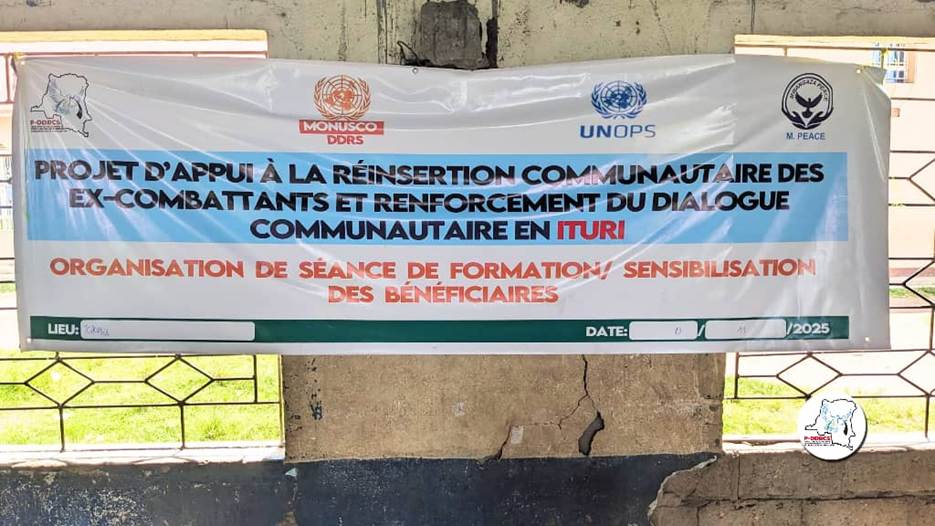 P-DDRCS
MONUSCO
DDRS
UNOPS
M. PEACE
PROJET D'APPUI À LA RÉINSERTION COMMUNAUTAIRE DES
EX-COMBATTANTS ET RENFORCEMENT DU DIALOGUE
COMMUNAUTAIRE EN ITURI
ORGANISATION DE SÉANCE DE FORMATION/ SENSIBILISATION
DES BÉNÉFICIAIRES
LIEU:
DATE: / 11 /2025
P-DDRCS